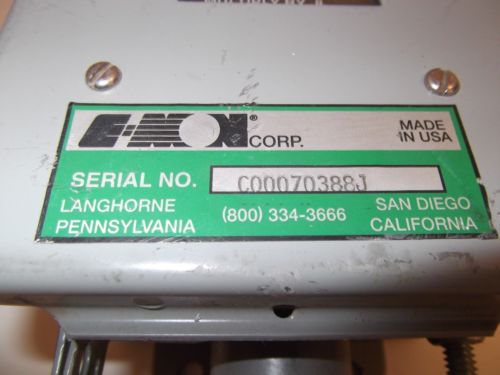 E-MON® CORP.
MADE IN USA
SERIAL NO. C00070388J
LANGHORNE PENNSYLVANIA
(800) 334-3666
SAN DIEGO CALIFORNIA